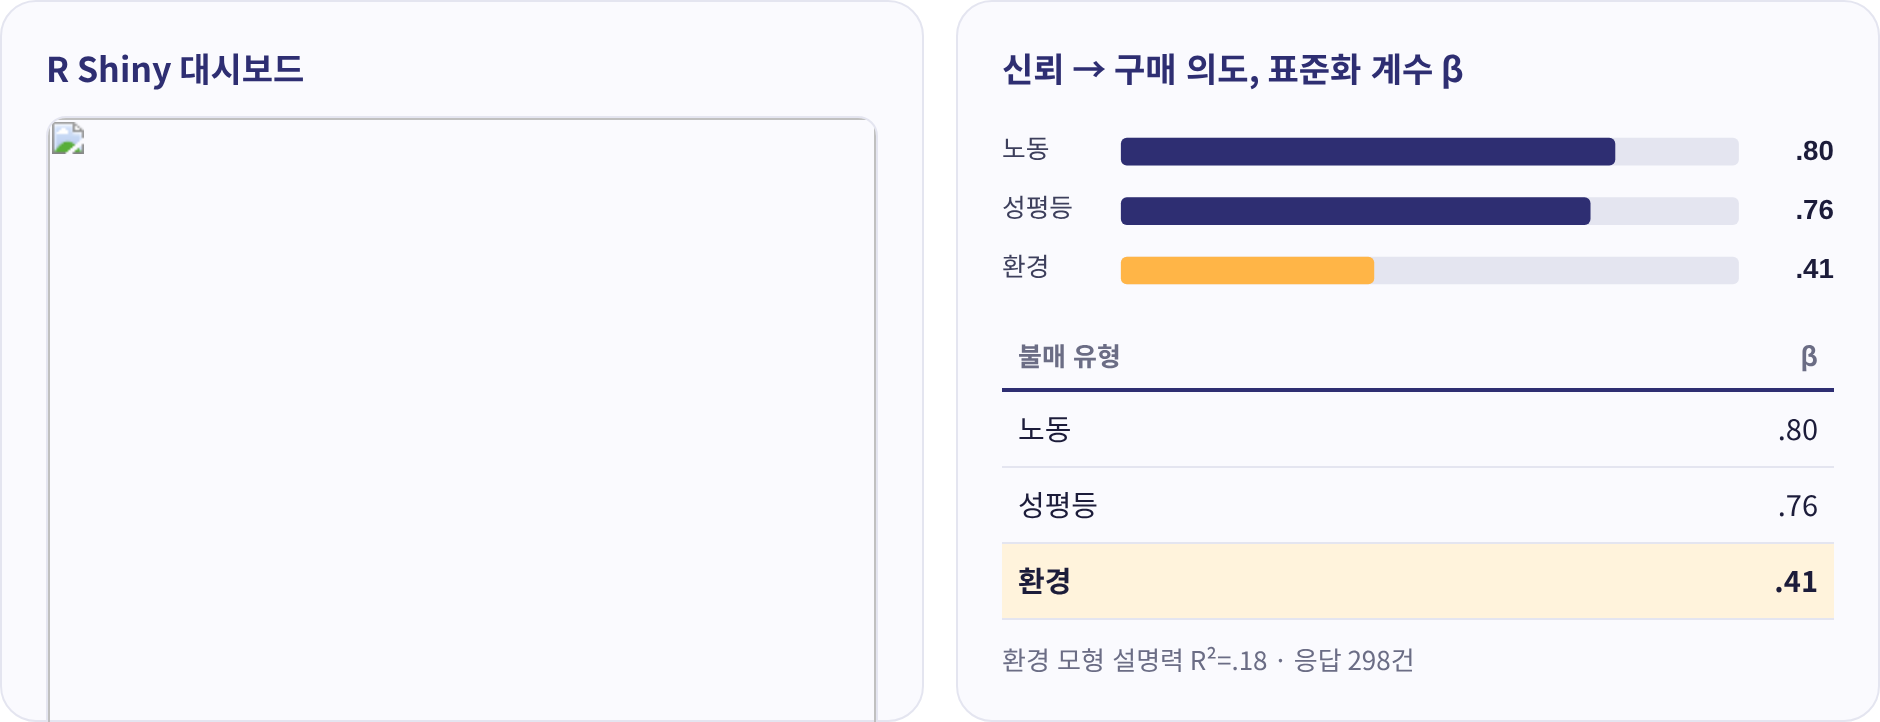 R Shiny 대시보드
신뢰 → 구매 의도, 표준화 계수 β
노동 .80
성평등 .76
환경 .41
불매 유형 β
노동 .80
성평등 .76
환경 .41
환경 모형 설명력 R²=.18 · 응답 298건